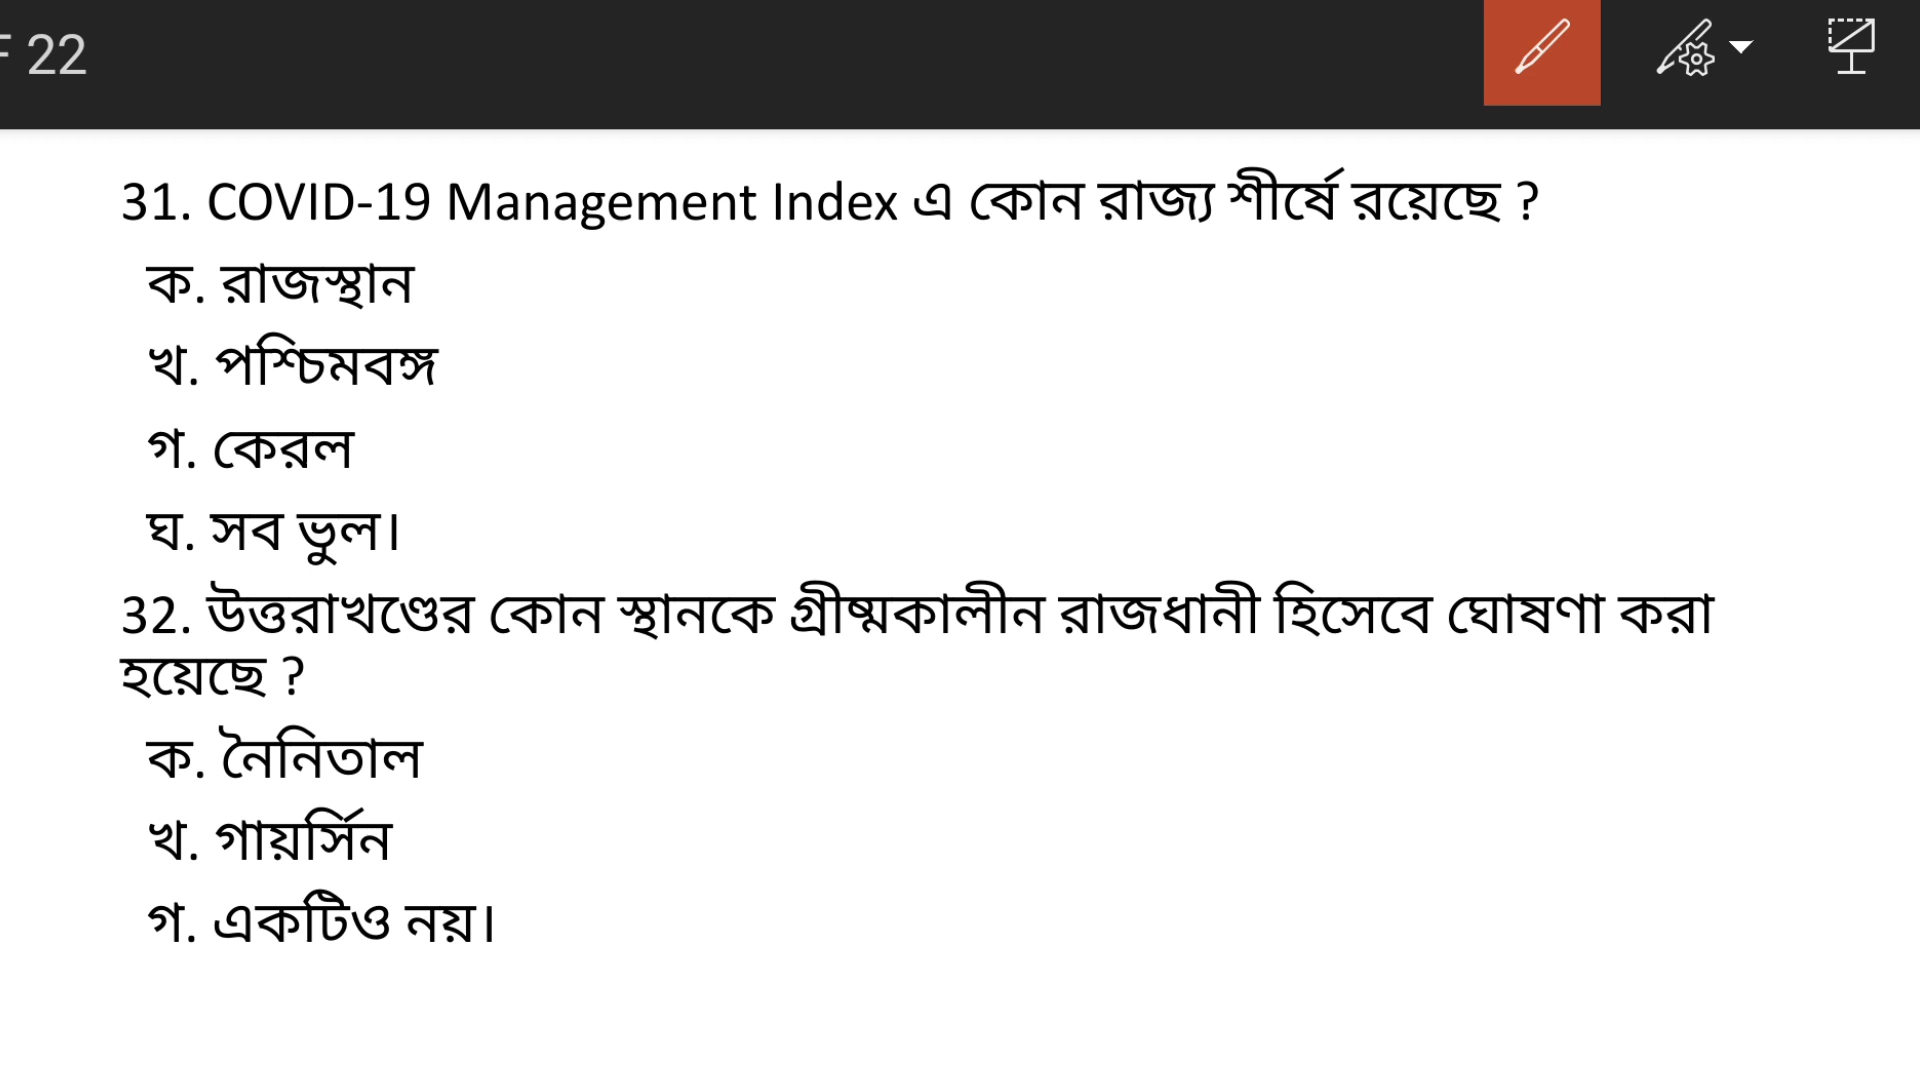 22
31. COVID-19 Management Index এ কোন রাজ্য শীর্ষে রয়েছে ?
ক. রাজস্থান
খ. পশ্চিমবঙ্গ
গ. কেরল
ঘ. সব ভুল।
32. উত্তরাখণ্ডের কোন স্থানকে গ্রীষ্মকালীন রাজধানী হিসেবে ঘোষণা করা
হয়েছে ?
ক. নৈনিতাল
খ. গায়র্সিন
গ. একটিও নয়।